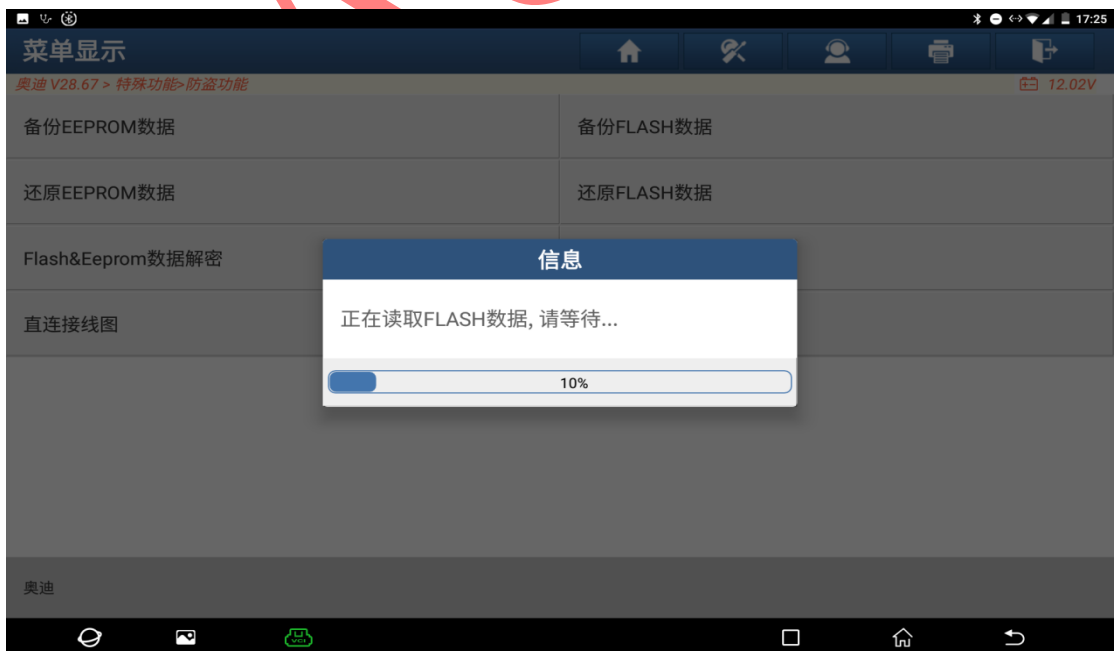 17:25
菜单显示
奥迪 V28.67 > 特殊功能>防盗功能
12.02V
备份EEPROM数据
备份FLASH数据
还原EEPROM数据
还原FLASH数据
Flash&Eeprom数据解密
直连接线图
信息
正在读取FLASH数据, 请等待...
10%
奥迪
VCI